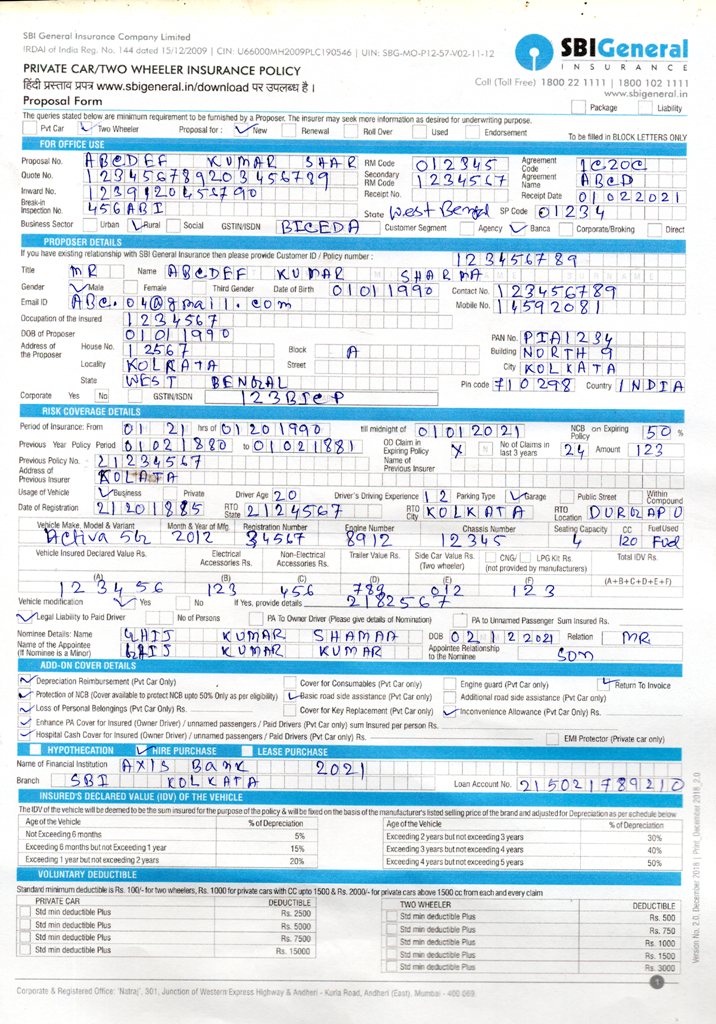 SBI General Insurance Company Limited
IRDAI of India Reg. No. 144 dated 15/12/2009 | CIN: U66000MH2009PLC190546 | UIN: SBG-MO-P12-57-V02-11-12
SBIGeneral
INSURANCE
PRIVATE CAR/TWO WHEELER INSURANCE POLICY
Call (Toll Free) 1800 22 1111 | 1800 102 1111
हिंदी प्रस्ताव प्रपत्र www.sbigeneral.in/download पर उपलब्ध है।
www.sbigeneral.in
Proposal Form
Package Liability
The queries stated below are minimum requirement to be furnished by a Proposer. The insurer may seek more information as desired for underwriting purpose.
Pvt Car Two Wheeler Proposal for : New Renewal Roll Over Used Endorsement To be filled in BLOCK LETTERS ONLY
FOR OFFICE USE
Proposal No. ABCDEF KUMAR SHAR RM Code 012345 Agreement Code 1C20C
Quote No. 12345678920345 6789 Secondary RM Code 1234567 Agreement Name ABCD
Inward No. Receipt No. Receipt Date 01022021
Break-in Inspection No. 456ABI State West Bengal SP Code 01234
Business Sector Urban Rural Social GSTIN/ISDN BICEDA Customer Segment Agency Banca Corporate/Broking Direct
PROPOSER DETAILS
If you have existing relationship with SBI General Insurance then please provide Customer ID / Policy number : 123456789
Title MR Name ABCDEF KUMAR SHARMA
Gender Male Female Third Gender Date of Birth 01011990 Contact No. 123456789
Email ID ABC.04@gmail.com Mobile No. 14592081
Occupation of the insured 1234567
DOB of Proposer 01011990 PAN No. PIA1234
Address of the Proposer House No. 12567 Block A Building NORTH 9
Locality KOLKATA Street City KOLKATA
State WEST BENGAL Pin code 710298 Country INDIA
Corporate Yes No GSTIN/ISDN 123BICP
RISK COVERAGE DETAILS
Period of Insurance: From 01 21 hrs of 01201990 till midnight of 01012021 NCB on Expiring Policy 50 %
Previous Year Policy Period 01021880 to 01021881 OD Claim in Expiring Policy N No of Claims in last 3 years 24 Amount 123
Previous Policy No. 21234567 Name of Previous Insurer
Address of Previous Insurer KOLATA
Usage of Vehicle Business Private Driver Age 20 Driver's Driving Experience 12 Parking Type Garage Public Street Within Compound
Date of Registration 21201885 RTO State 2124567 RTO City KOLKATA RTO Location DURGAPU
Vehicle Make, Model & Variant Month & Year of Mfg. Registration Number Engine Number Chassis Number Seating Capacity CC Fuel Used
Activa 5G 2012 34567 8912 12345 4 120 Fuel
Vehicle Insured Declared Value Rs. Electrical Accessories Rs. Non-Electrical Accessories Rs. Trailer Value Rs. Side Car Value Rs. (Two wheeler) CNG/ LPG Kit Rs. (not provided by manufacturers) Total IDV Rs.
(A) (B) (C) (D) (E) (F) (A+B+C+D+E+F)
123456 123 456 789 012 123
Vehicle modification Yes No If Yes, provide details 2182567
Legal Liability to Paid Driver No of Persons PA To Owner Driver (Please give details of Nomination) PA to Unnamed Passenger Sum Insured Rs.
Nominee Details: Name GHIJ KUMAR SHAMAA DOB 02122021 Relation MR
Name of the Appointee (If Nominee is a Minor) KUMAR KUMAR Appointee Relationship to the Nominee SON
ADD-ON COVER DETAILS
Depreciation Reimbursement (Pvt Car only) Cover for Consumables (Pvt Car only) Engine guard (Pvt Car only) Return To Invoice
Protection of NCB (Cover available to protect NCB upto 50% Only as per eligibility) Basic road side assistance (Pvt Car only) Additional road side assistance (Pvt Car only)
Loss of Personal Belongings (Pvt Car only) Rs. Cover for Key Replacement (Pvt Car only) Inconvenience Allowance (Pvt Car Only) Rs.
Enhance PA Cover for Insured (Owner Driver) / unnamed passengers / Paid Drivers (Pvt Car only) sum Insured per person Rs.
Hospital Cash Cover for Insured (Owner Driver) / unnamed passengers / Paid Drivers (Pvt Car only) Rs. EMI Protector (Private car only)
HYPOTHECATION HIRE PURCHASE LEASE PURCHASE
Name of Financial Institution AXIS BANK 2021
Branch SBI KOLKATA Loan Account No. 215021789210
INSURED'S DECLARED VALUE (IDV) OF THE VEHICLE
The IDV of the vehicle will be deemed to be the sum insured for the purpose of the policy & will be fixed on the basis of the manufacturer's listed selling price of the brand and adjusted for Depreciation as per schedule below
Age of the Vehicle % of Depreciation Age of the Vehicle % of Depreciation
Not Exceeding 6 months 5% Exceeding 2 years but not exceeding 3 years 30%
Exceeding 6 months but not Exceeding 1 year 15% Exceeding 3 years but not exceeding 4 years 40%
Exceeding 1 year but not exceeding 2 years 20% Exceeding 4 years but not exceeding 5 years 50%
VOLUNTARY DEDUCTIBLE
Standard minimum deductible is Rs. 100/- for two wheelers, Rs. 1000 for private cars with CC upto 1500 & Rs. 2000/- for private cars above 1500 cc from each and every claim
PRIVATE CAR DEDUCTIBLE TWO WHEELER DEDUCTIBLE
Std min deductible Plus Rs. 2500 Std min deductible Plus Rs. 500
Std min deductible Plus Rs. 5000 Std min deductible Plus Rs. 750
Std min deductible Plus Rs. 7500 Std min deductible Plus Rs. 1000
Std min deductible Plus Rs. 15000 Std min deductible Plus Rs. 1500
Std min deductible Plus Rs. 3000
1
Corporate & Registered Office: 'Natraj', 301, Junction of Western Express Highway & Andheri - Kurla Road, Andheri (East), Mumbai - 400 069
Version No. 2.0, December 2018 | Print_December 2018_2.0